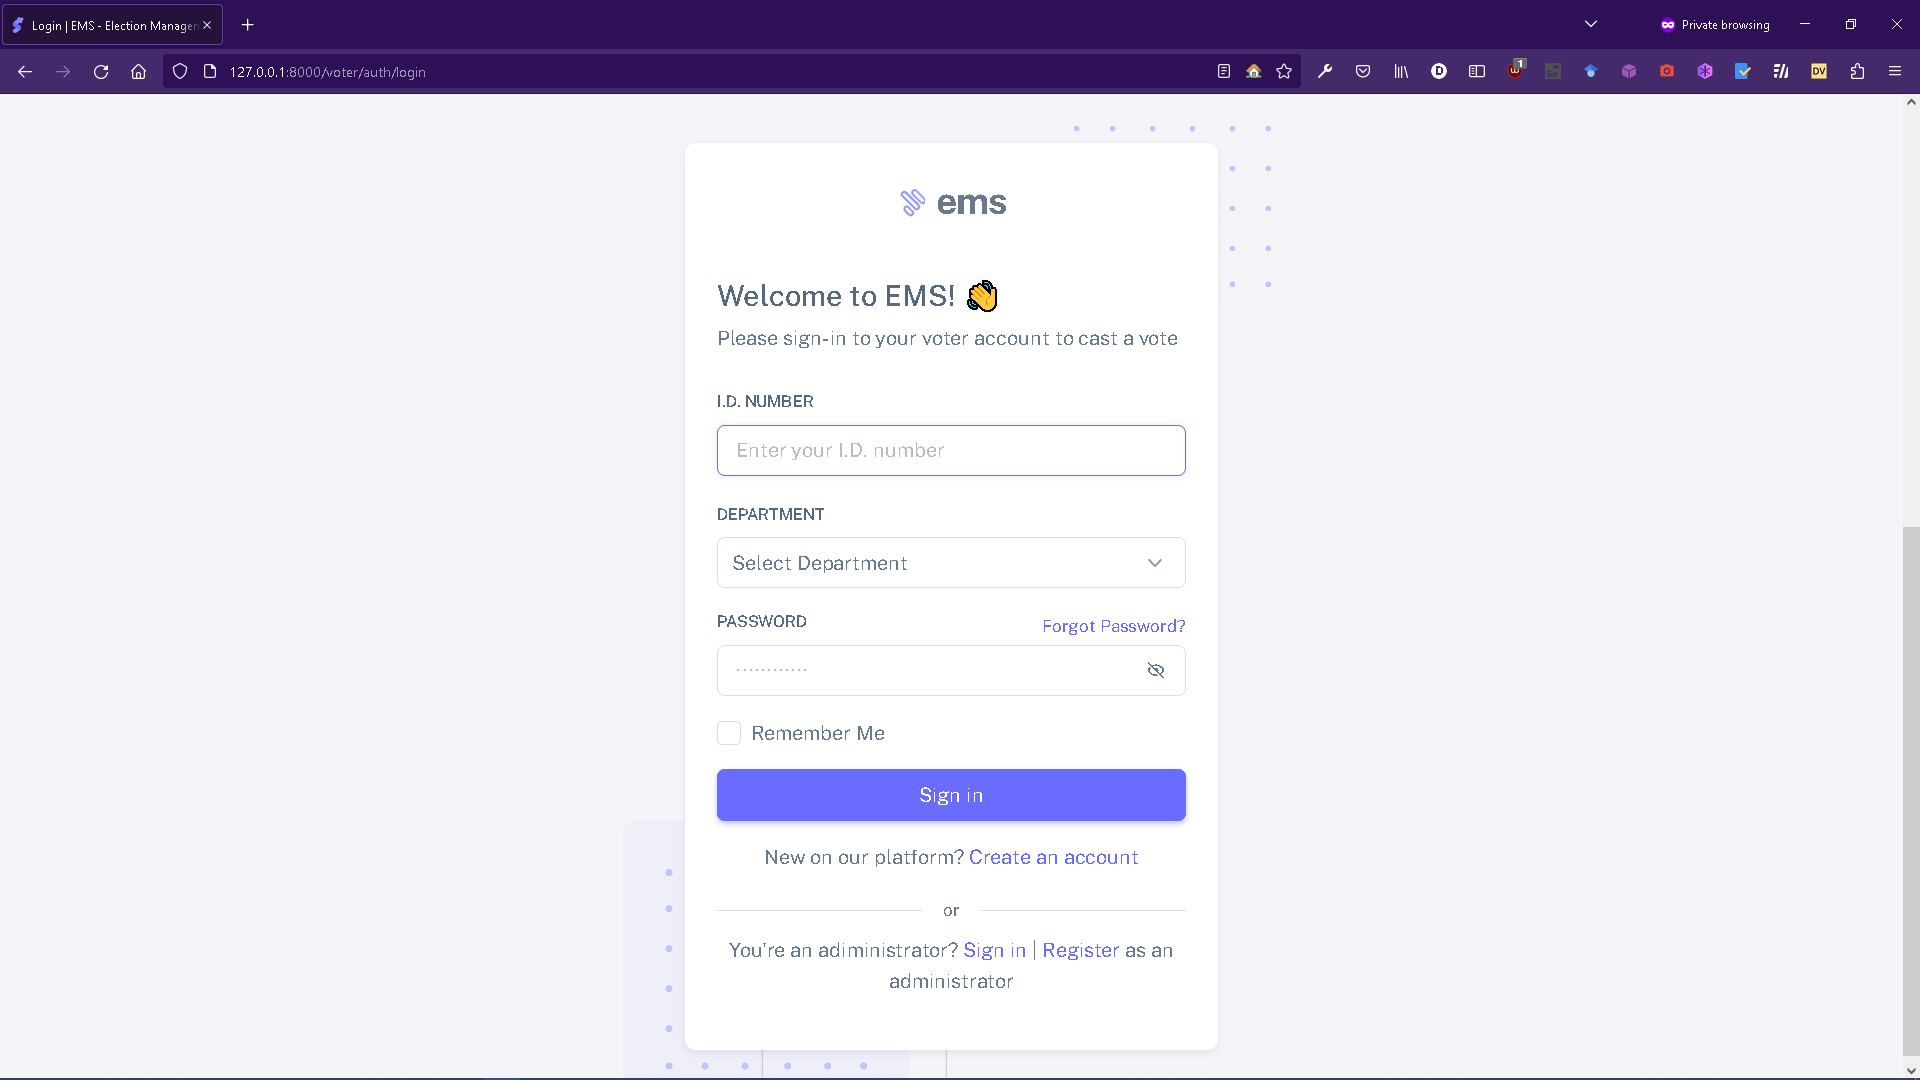 Login | EMS - Election Manager
Private browsing
127.0.0.1:8000/voter/auth/login
1
D
DV
ems
Welcome to EMS! 👋
Please sign-in to your voter account to cast a vote
I.D. NUMBER
Enter your I.D. number
DEPARTMENT
Select Department
PASSWORD
Forgot Password?
············
Remember Me
Sign in
New on our platform? Create an account
or
You're an adiministrator? Sign in | Register as an
administrator